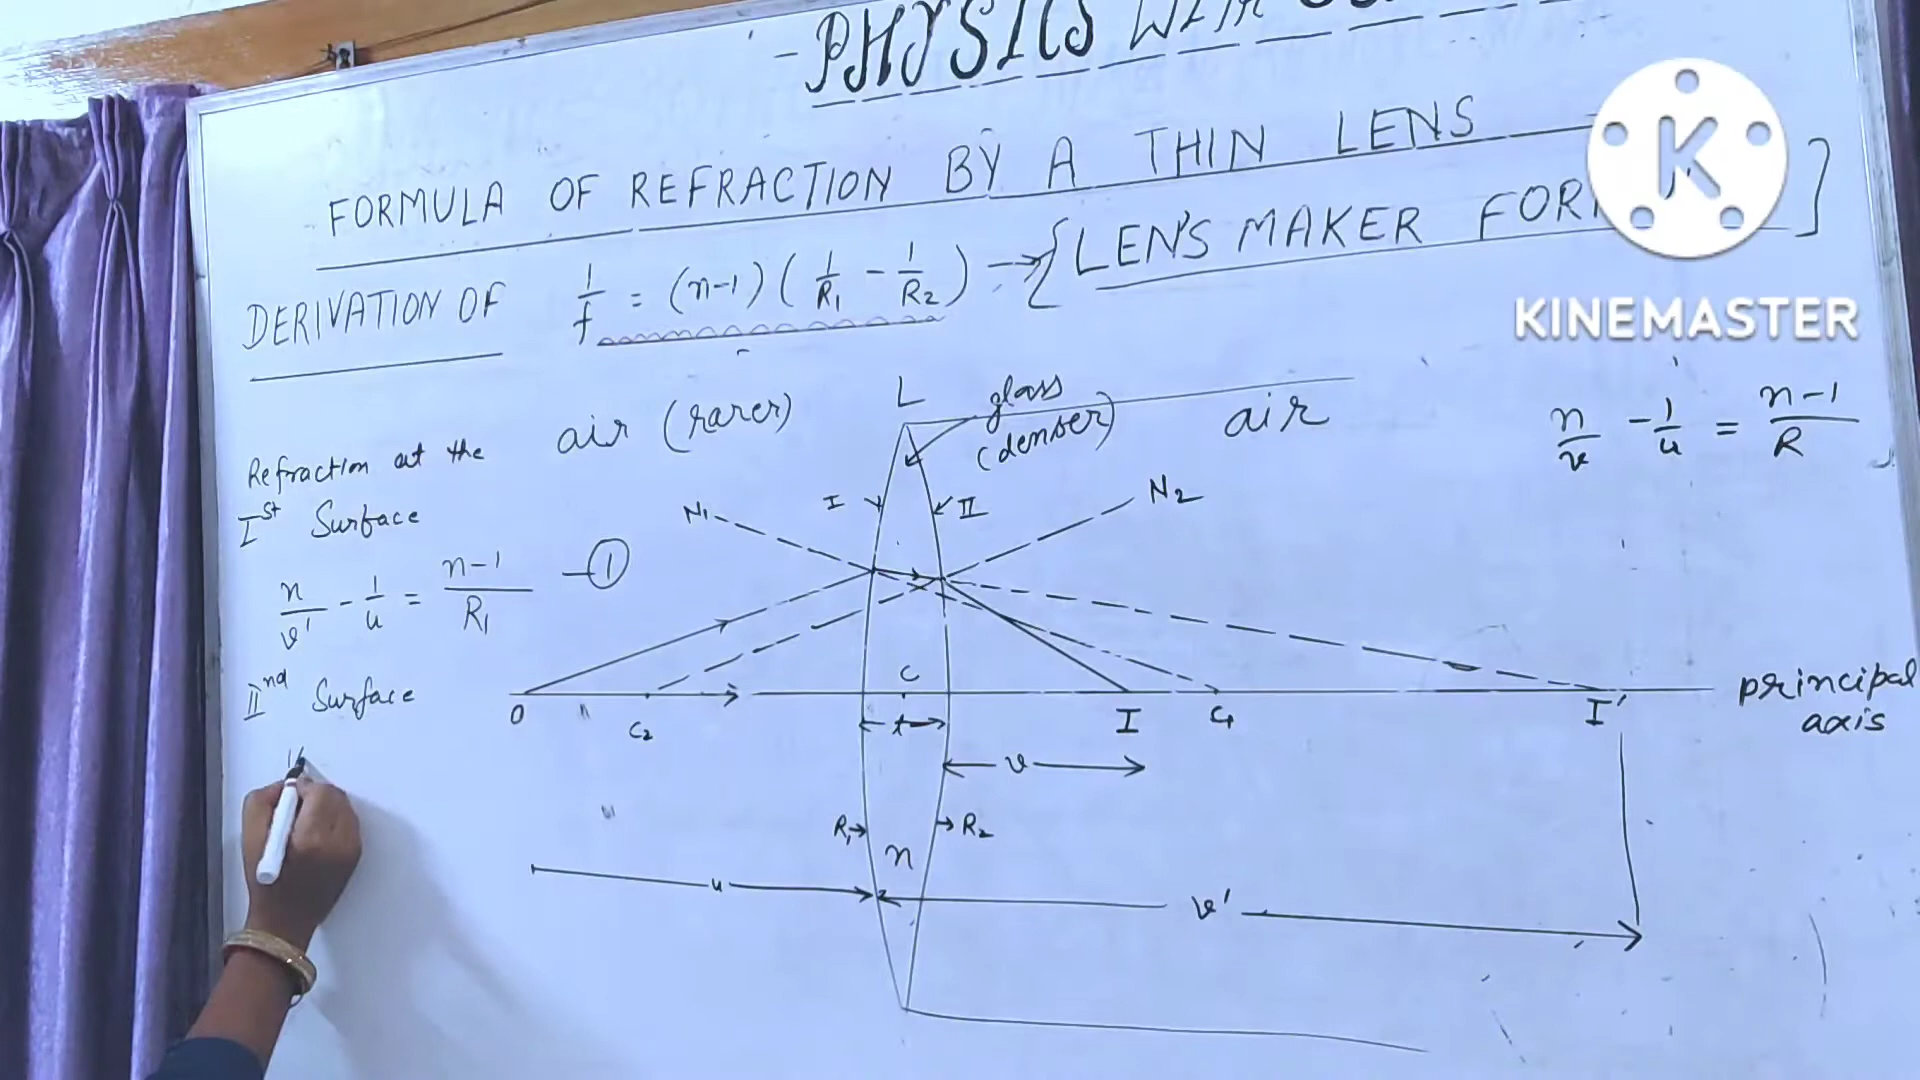 - PHYSICS WITH
FORMULA OF REFRACTION BY A THIN LENS
DERIVATION OF 1/f = (n-1) ( 1/R₁ - 1/R₂ ) → { LEN'S MAKER
KINEMASTER
L
glass
(denser)
air (rarer)
air
n/v - 1/u = n-1/R
Refraction at the
Iˢᵗ Surface
I
II
N₁
N₂
n/v' - 1/u = n-1/R₁ —①
IIⁿᵈ Surface
O
C₂
C
I
C₁
I'
principal
axis
t
v
R₁
R₂
n
u
v'